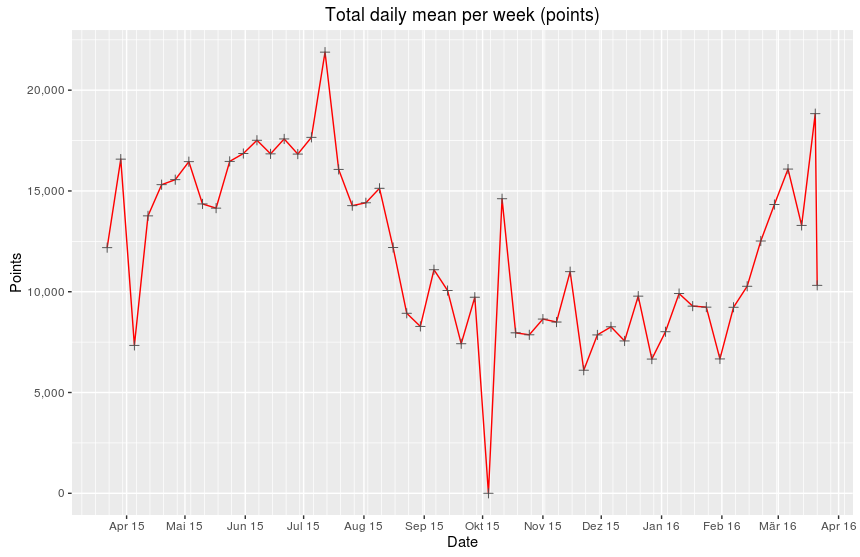 Total daily mean per week (points)
20,000
15,000
10,000
5,000
0
Points
Apr 15 Mai 15 Jun 15 Jul 15 Aug 15 Sep 15 Okt 15 Nov 15 Dez 15 Jan 16 Feb 16 Mär 16 Apr 16
Date